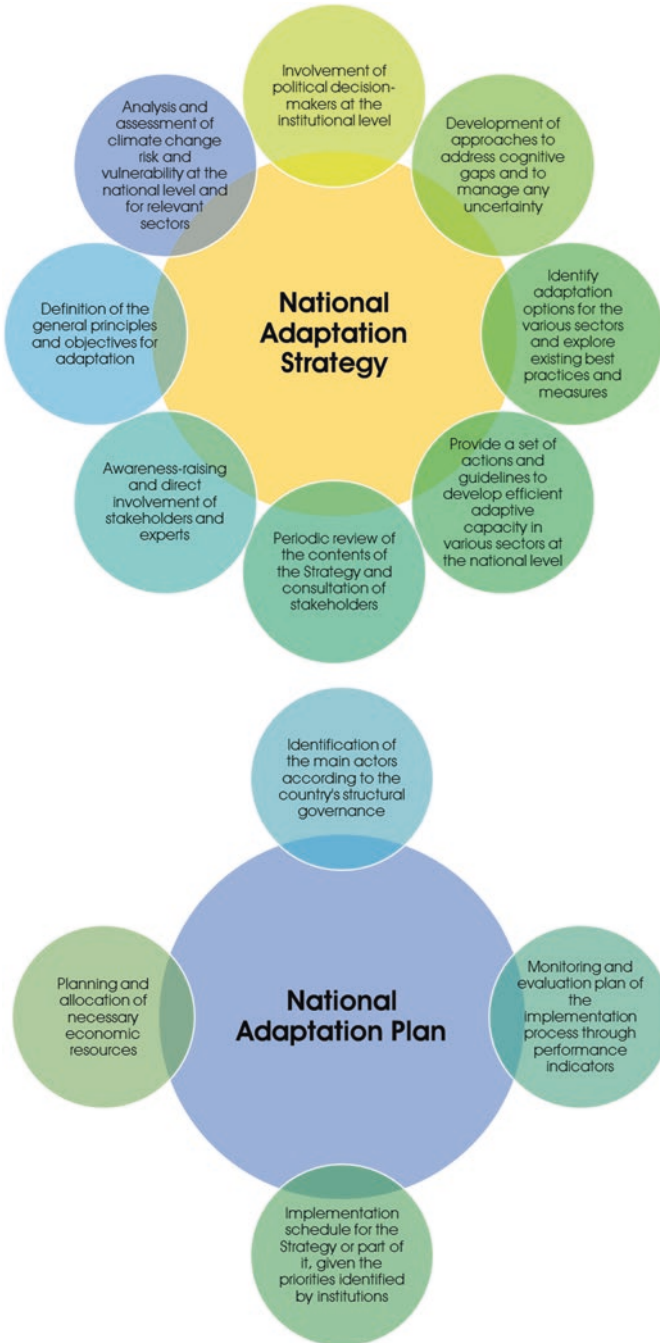 Involvement of
political decision-
makers at the
institutional level
Development of
approaches to
address cognitive
gaps and to
manage any
uncertainty
Identify
adaptation
options for the
various sectors
and explore
existing best
practices and
measures
Provide a set of
actions and
guidelines to
develop efficient
adaptive
capacity in
various sectors at
the national level
Periodic review of
the contents of
the Strategy and
consultation of
stakeholders
Awareness-raising
and direct
involvement of
stakeholders and
experts
Definition of the
general principles
and objectives for
adaptation
Analysis and
assessment of
climate change
risk and
vulnerability at the
national level and
for relevant
sectors
National
Adaptation
Strategy
Identification of
the main actors
according to the
country's structural
governance
Monitoring and
evaluation plan of
the
implementation
process through
performance
indicators
Implementation
schedule for the
Strategy or part of
it, given the
priorities identified
by institutions
Planning and
allocation of
necessary
economic
resources
National
Adaptation Plan